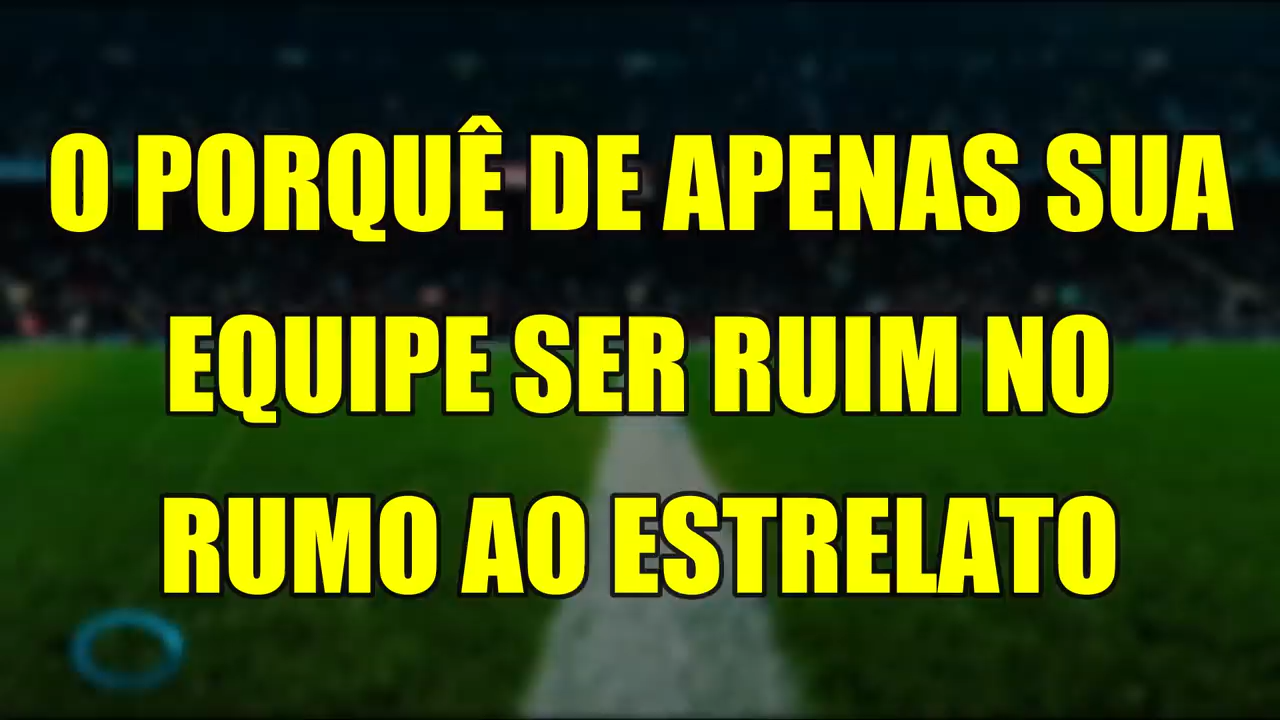 O PORQUÊ DE APENAS SUA
EQUIPE SER RUIM NO
RUMO AO ESTRELATO